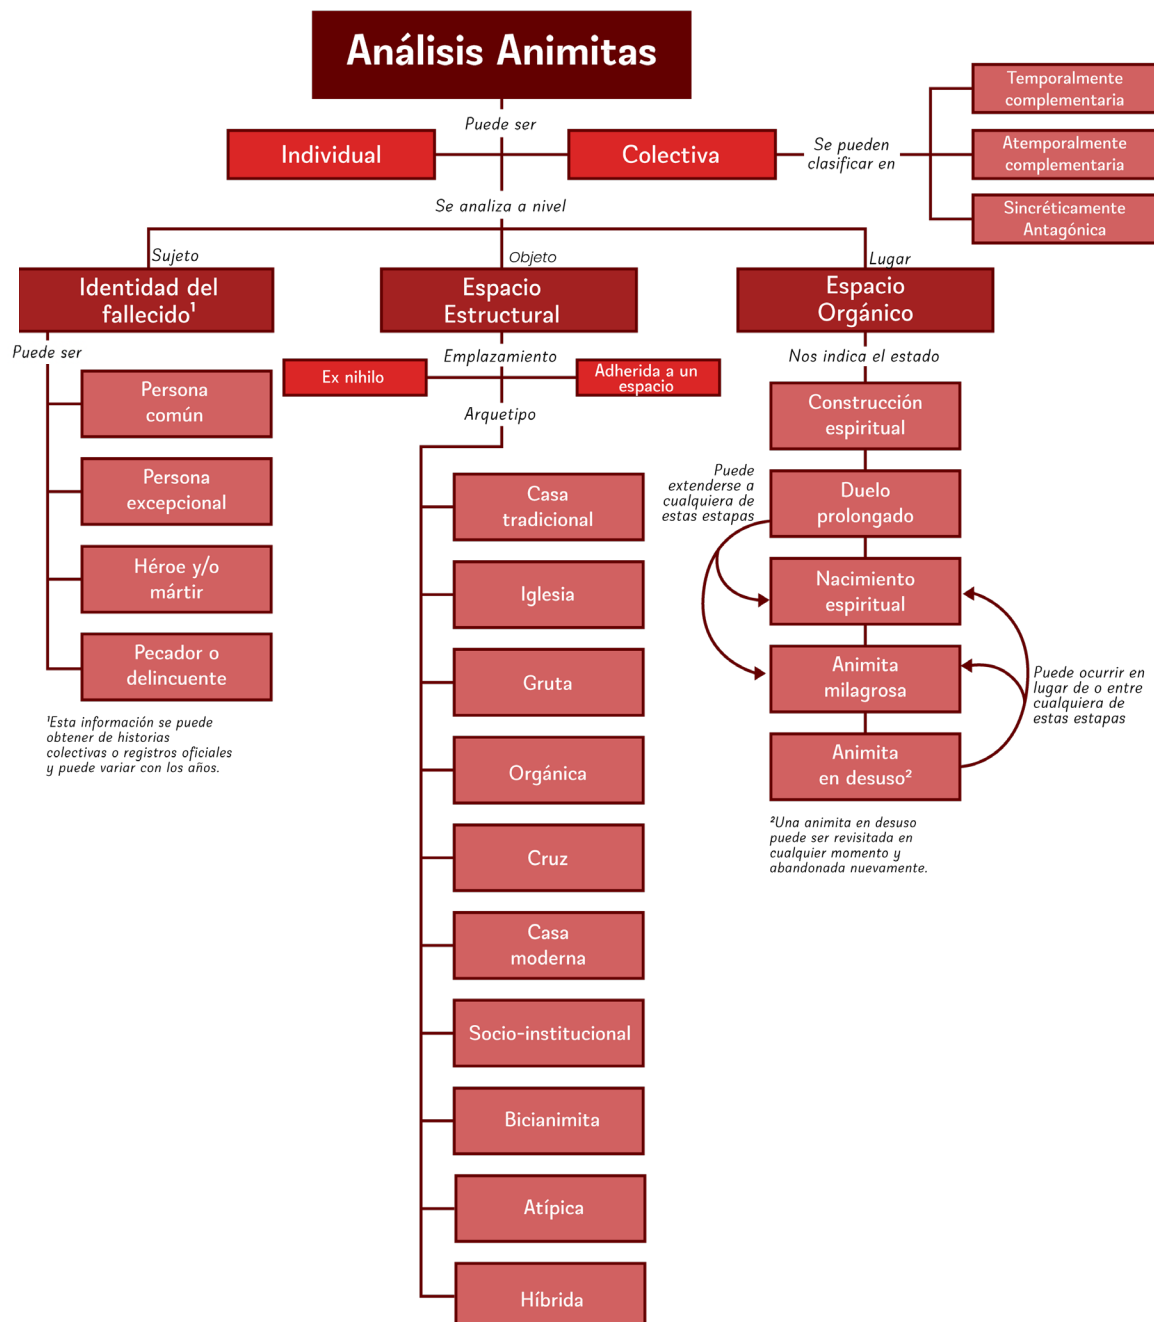 Análisis Animitas
Puede ser
Individual
Colectiva
Se pueden
clasificar en
Temporalmente
complementaria
Atemporalmente
complementaria
Sincréticamente
Antagónica
Se analiza a nivel
Sujeto
Identidad del
fallecido¹
Puede ser
Persona
común
Persona
excepcional
Héroe y/o
mártir
Pecador o
delincuente
¹Esta información se puede
obtener de historias
colectivas o registros oficiales
y puede variar con los años.
Objeto
Espacio
Estructural
Emplazamiento
Ex nihilo
Adherida a un
espacio
Arquetipo
Casa
tradicional
Iglesia
Gruta
Orgánica
Cruz
Casa
moderna
Socio-institucional
Bicianimita
Atípica
Híbrida
Lugar
Espacio
Orgánico
Nos indica el estado
Construcción
espiritual
Duelo
prolongado
Nacimiento
espiritual
Animita
milagrosa
Animita
en desuso²
Puede
extenderse a
cualquiera de
estas estapas
Puede ocurrir en
lugar de o entre
cualquiera de
estas estapas
²Una animita en desuso
puede ser revisitada en
cualquier momento y
abandonada nuevamente.